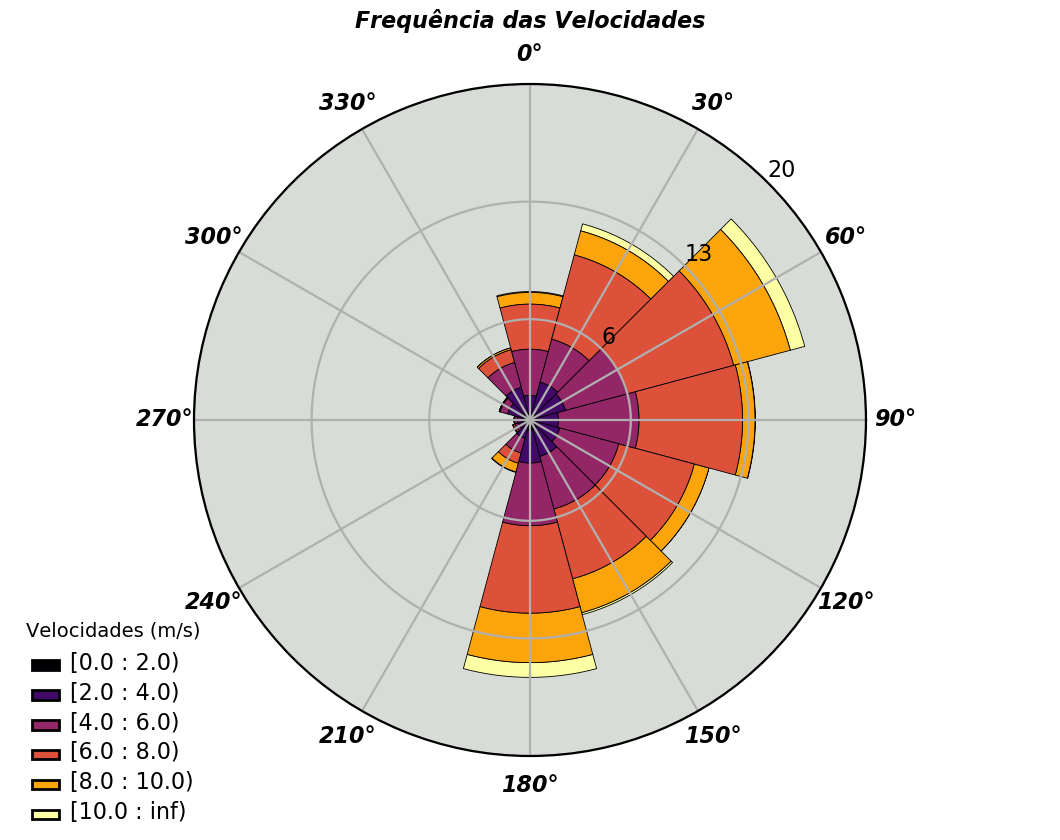 Frequência das Velocidades
0°
330°
30°
20
300°
60°
13
6
270°
90°
240°
120°
210°
150°
180°
Velocidades (m/s)
[0.0 : 2.0)
[2.0 : 4.0)
[4.0 : 6.0)
[6.0 : 8.0)
[8.0 : 10.0)
[10.0 : inf)